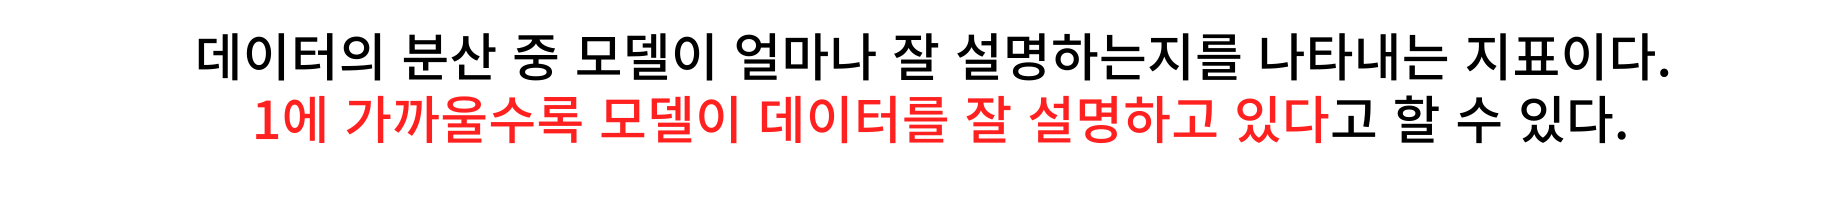 데이터의 분산 중 모델이 얼마나 잘 설명하는지를 나타내는 지표이다.
1에 가까울수록 모델이 데이터를 잘 설명하고 있다고 할 수 있다.